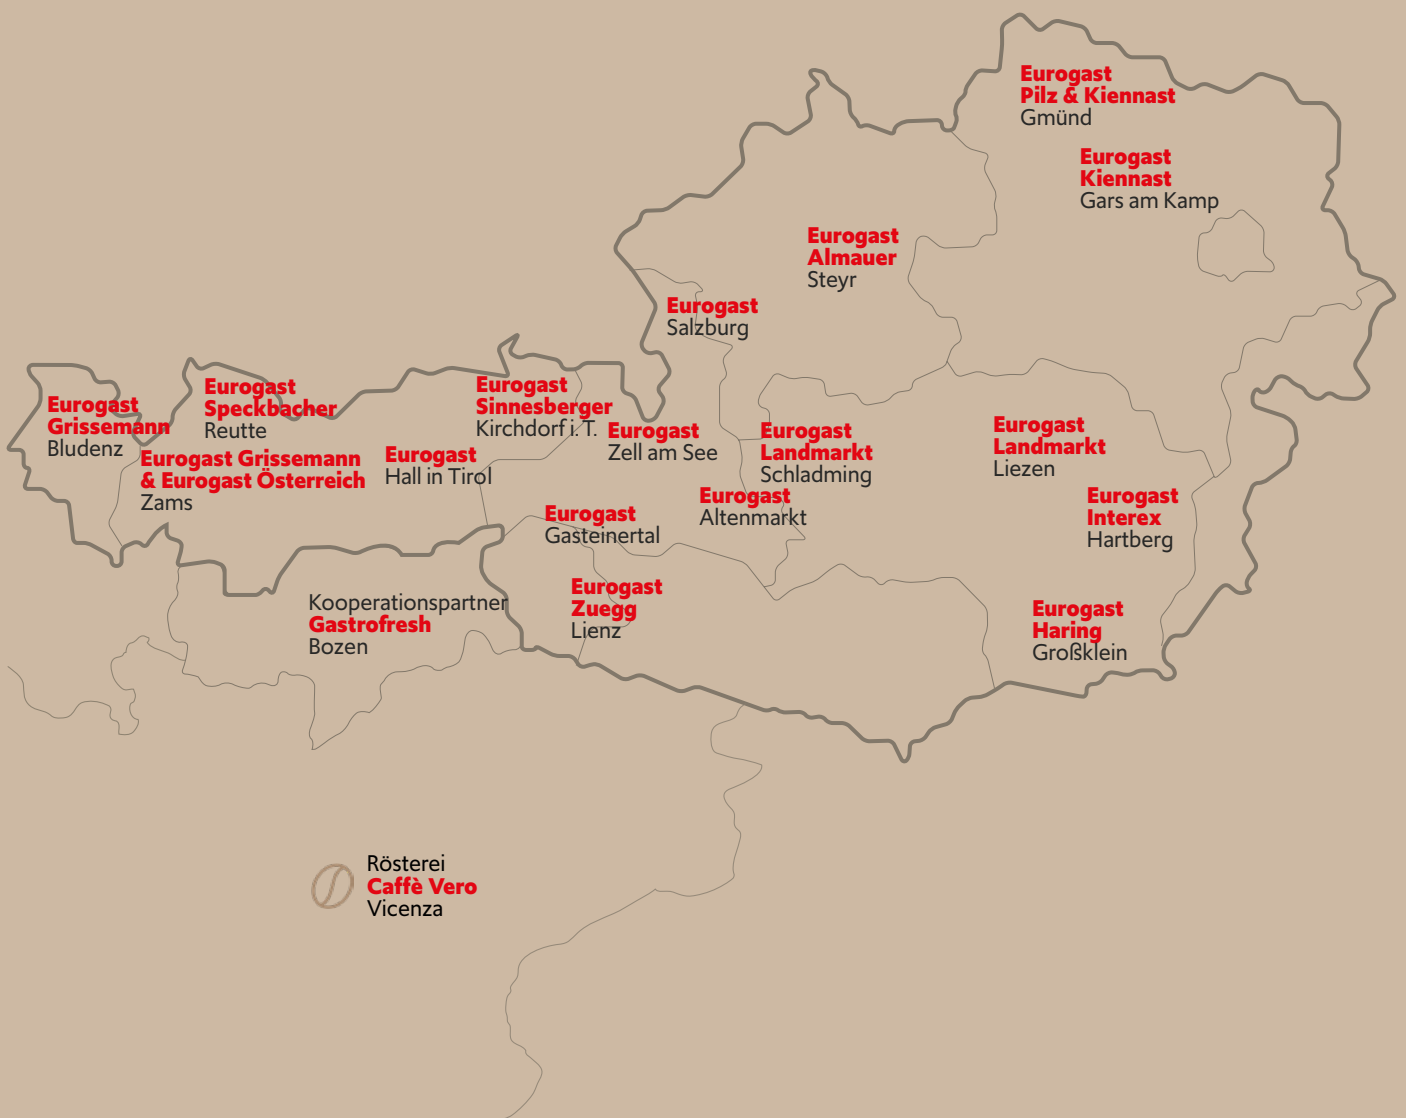 Eurogast
Pilz & Kiennast
Gmünd
Eurogast
Kiennast
Gars am Kamp
Eurogast
Almauer
Steyr
Eurogast
Salzburg
Eurogast
Grissemann
Bludenz
Eurogast
Speckbacher
Reutte
Eurogast Grissemann
& Eurogast Österreich
Zams
Eurogast
Hall in Tirol
Eurogast
Sinnesberger
Kirchdorf i. T.
Eurogast
Zell am See
Eurogast
Landmarkt
Schladming
Eurogast
Landmarkt
Liezen
Eurogast
Altenmarkt
Eurogast
Interex
Hartberg
Eurogast
Gasteinertal
Eurogast
Zuegg
Lienz
Kooperationspartner
Gastrofresh
Bozen
Eurogast
Haring
Großklein
Rösterei
Caffè Vero
Vicenza